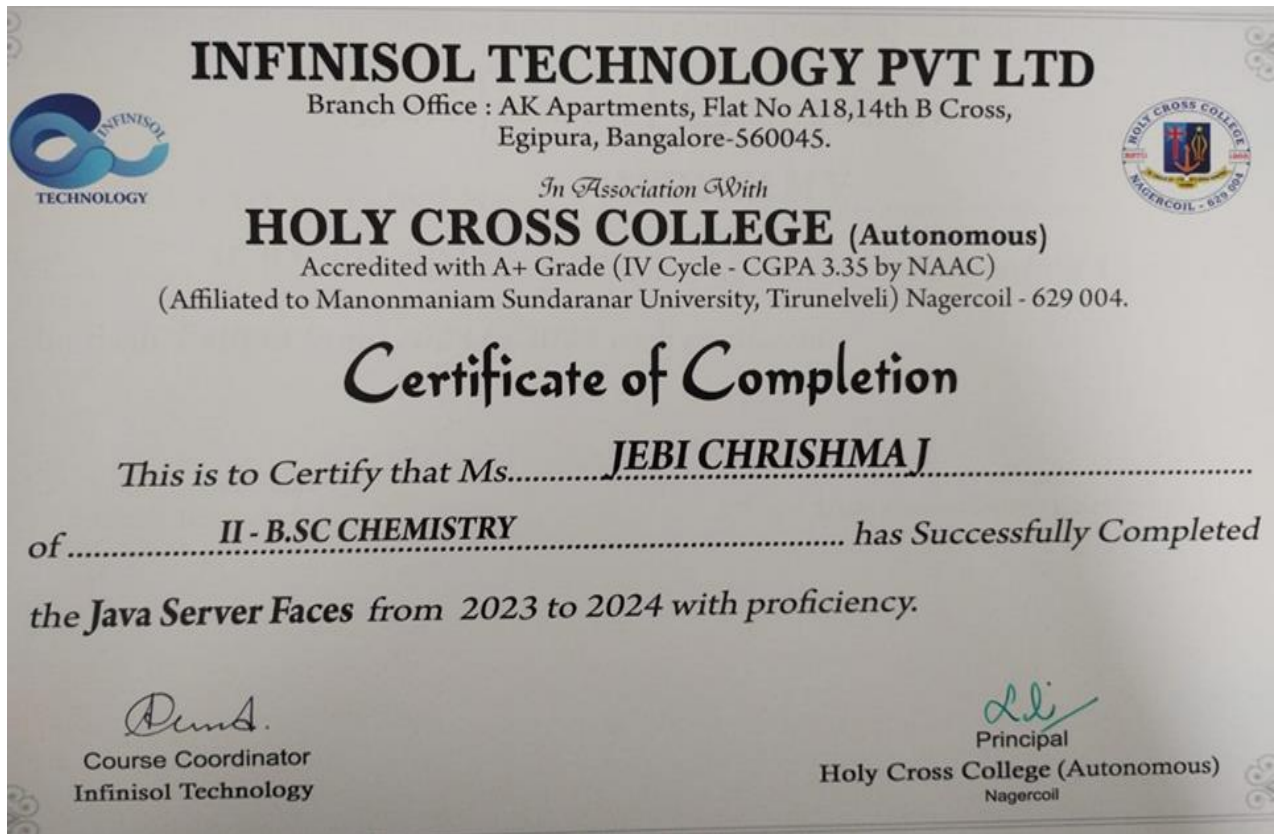 INFINISOL TECHNOLOGY PVT LTD
Branch Office : AK Apartments, Flat No A18,14th B Cross,
Egipura, Bangalore-560045.
INFINISOL
TECHNOLOGY
HOLY CROSS COLLEGE
NAGERCOIL - 629 004
In Association With
HOLY CROSS COLLEGE (Autonomous)
Accredited with A+ Grade (IV Cycle - CGPA 3.35 by NAAC)
(Affiliated to Manonmaniam Sundaranar University, Tirunelveli) Nagercoil - 629 004.
Certificate of Completion
This is to Certify that Ms............JEBI CHRISHMA J............
of............II - B.SC CHEMISTRY............has Successfully Completed
the Java Server Faces from 2023 to 2024 with proficiency.
Course Coordinator
Infinisol Technology
Principal
Holy Cross College (Autonomous)
Nagercoil